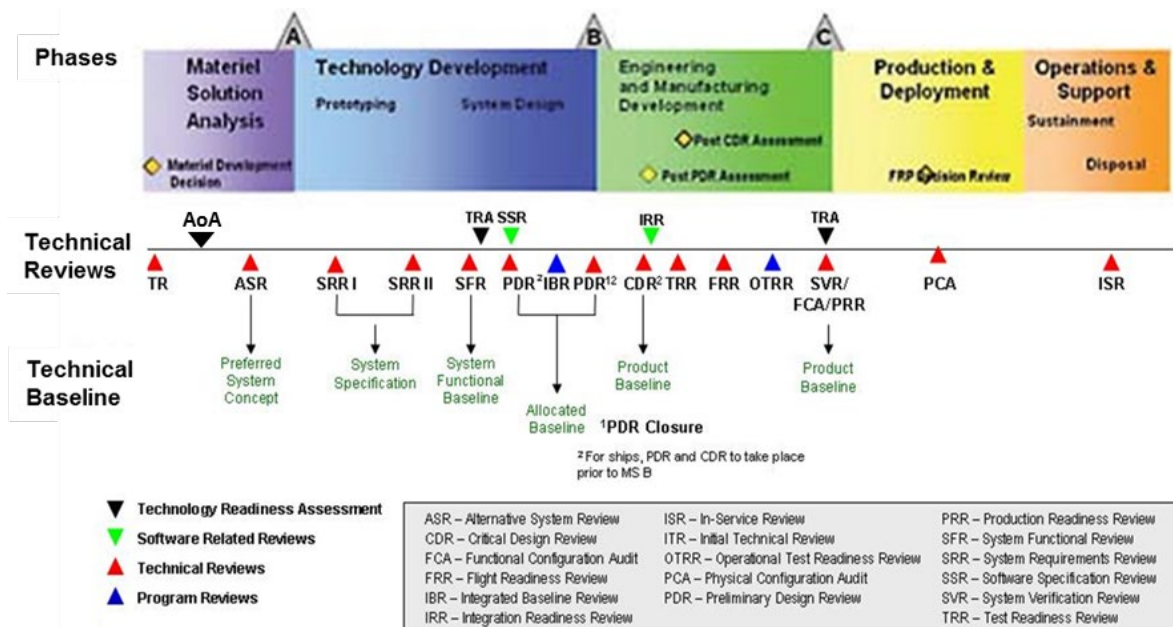 A
B
C
Phases
Materiel
Solution
Analysis
Material Development
Decision
Technology Development
Prototyping
System Design
Engineering
and Manufacturing
Development
Post CDR Assessment
Post PDR Assessment
Production &
Deployment
FRP Decision Review
Operations &
Support
Sustainment
Disposal
AoA
TRA SSR
IRR
TRA
Technical
Reviews
TR
ASR
SRR I
SRR II
SFR
PDR²
IBR
PDR¹²
CDR²
TRR
FRR
OTRR
SVR/
FCA/PRR
PCA
ISR
Technical
Baseline
Preferred
System
Concept
System
Specification
System
Functional
Baseline
Allocated
Baseline
Product
Baseline
Product
Baseline
¹PDR Closure
² For ships, PDR and CDR to take place
prior to MS B
Technology Readiness Assessment
Software Related Reviews
Technical Reviews
Program Reviews
ASR – Alternative System Review
CDR – Critical Design Review
FCA – Functional Configuration Audit
FRR – Flight Readiness Review
IBR – Integrated Baseline Review
IRR – Integration Readiness Review
ISR – In-Service Review
ITR – Initial Technical Review
OTRR – Operational Test Readiness Review
PCA – Physical Configuration Audit
PDR – Preliminary Design Review
PRR – Production Readiness Review
SFR – System Functional Review
SRR – System Requirements Review
SSR – Software Specification Review
SVR – System Verification Review
TRR – Test Readiness Review